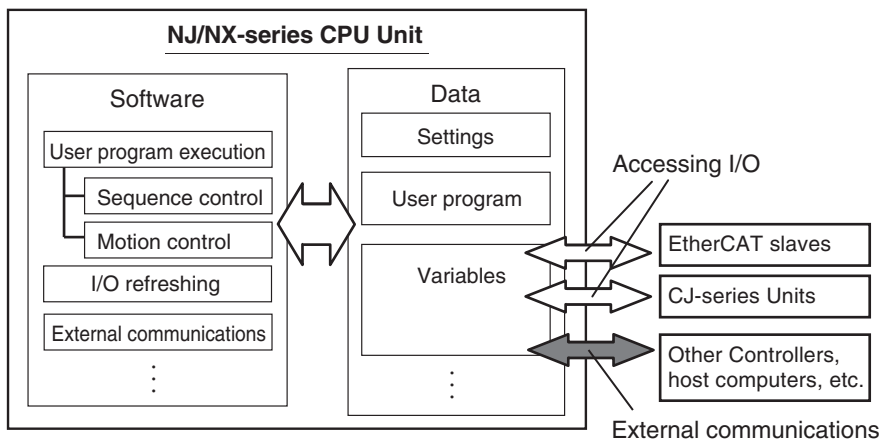 NJ/NX-series CPU Unit
Software
User program execution
Sequence control
Motion control
I/O refreshing
External communications
Data
Settings
User program
Variables
Accessing I/O
EtherCAT slaves
CJ-series Units
Other Controllers,
host computers, etc.
External communications